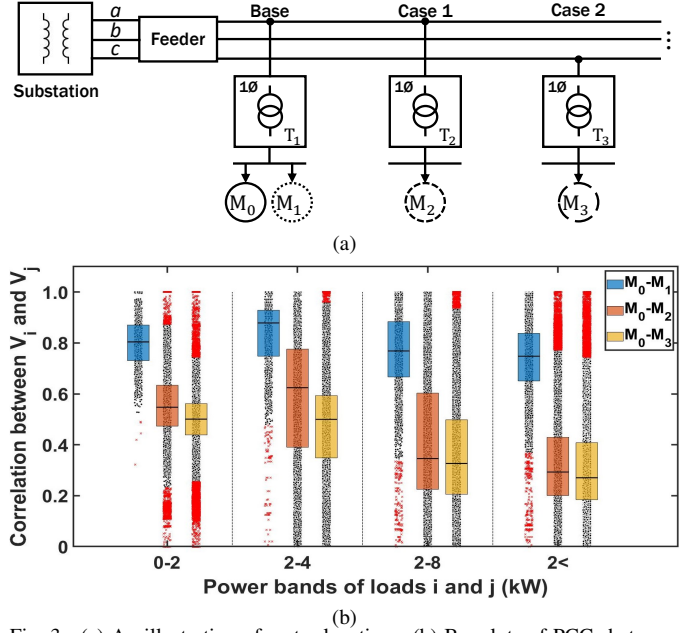 a
b
c
Base
Case 1
Case 2
Feeder
Substation
1Ø
T1
1Ø
T2
1Ø
T3
M0
M1
M2
M3
(a)
Correlation between Vi and Vj
1.0
0.8
0.6
0.4
0.2
0
M0-M1
M0-M2
M0-M3
0-2
2-4
2-8
2<
Power bands of loads i and j (kW)
(b)